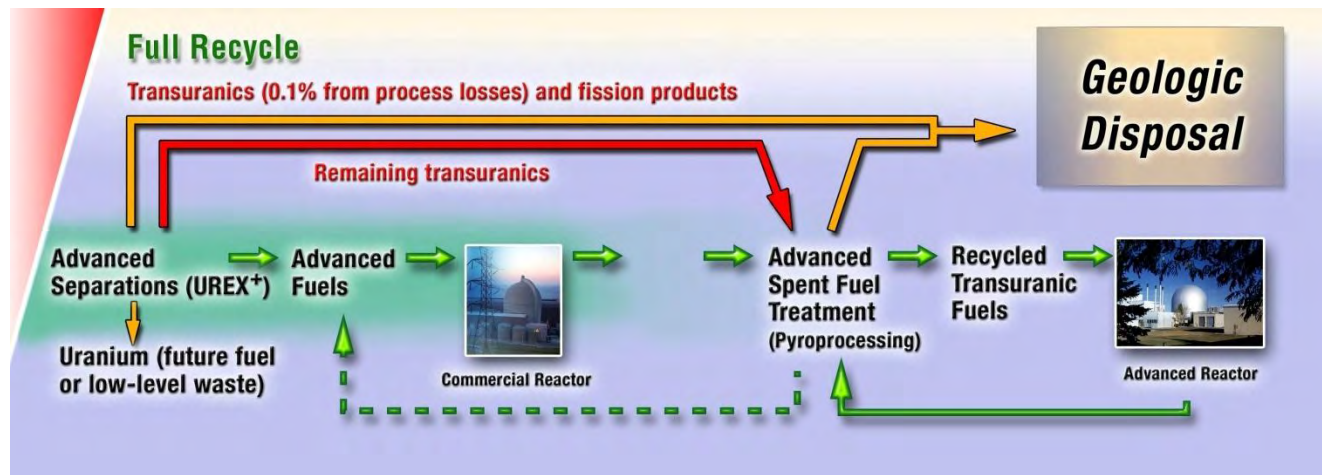 Full Recycle
Transuranics (0.1% from process losses) and fission products
Geologic
Disposal
Remaining transuranics
Advanced
Separations (UREX+)
Advanced
Fuels
Advanced
Spent Fuel
Treatment
(Pyroprocessing)
Recycled
Transuranic
Fuels
Uranium (future fuel
or low-level waste)
Commercial Reactor
Advanced Reactor